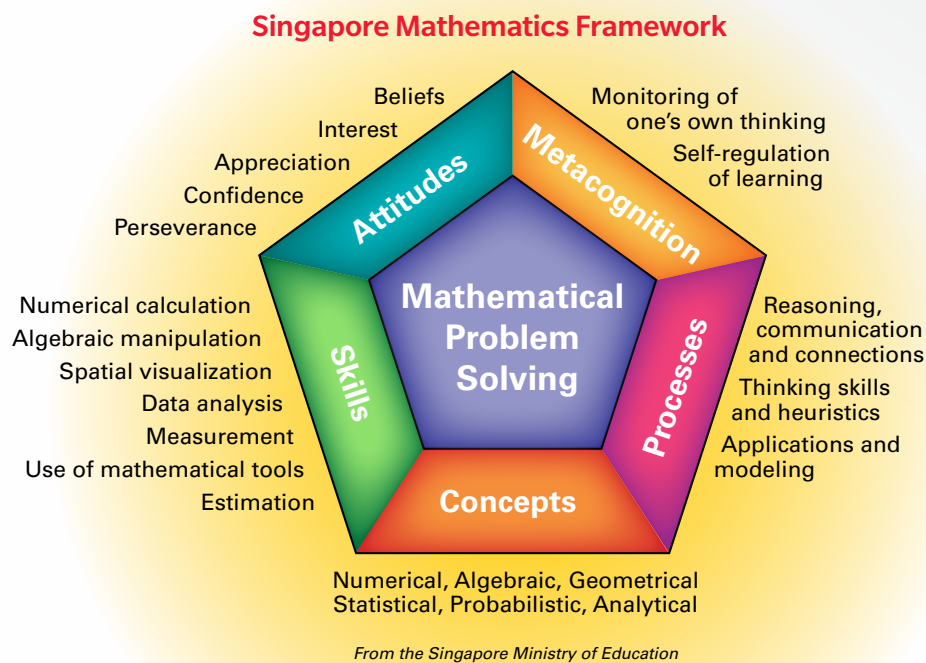 Singapore Mathematics Framework
Beliefs
Interest
Appreciation
Confidence
Perseverance
Attitudes
Metacognition
Monitoring of
one's own thinking
Self-regulation
of learning
Mathematical
Problem
Solving
Numerical calculation
Algebraic manipulation
Spatial visualization
Data analysis
Measurement
Use of mathematical tools
Estimation
Skills
Processes
Reasoning,
communication
and connections
Thinking skills
and heuristics
Applications and
modeling
Concepts
Numerical, Algebraic, Geometrical
Statistical, Probabilistic, Analytical
From the Singapore Ministry of Education